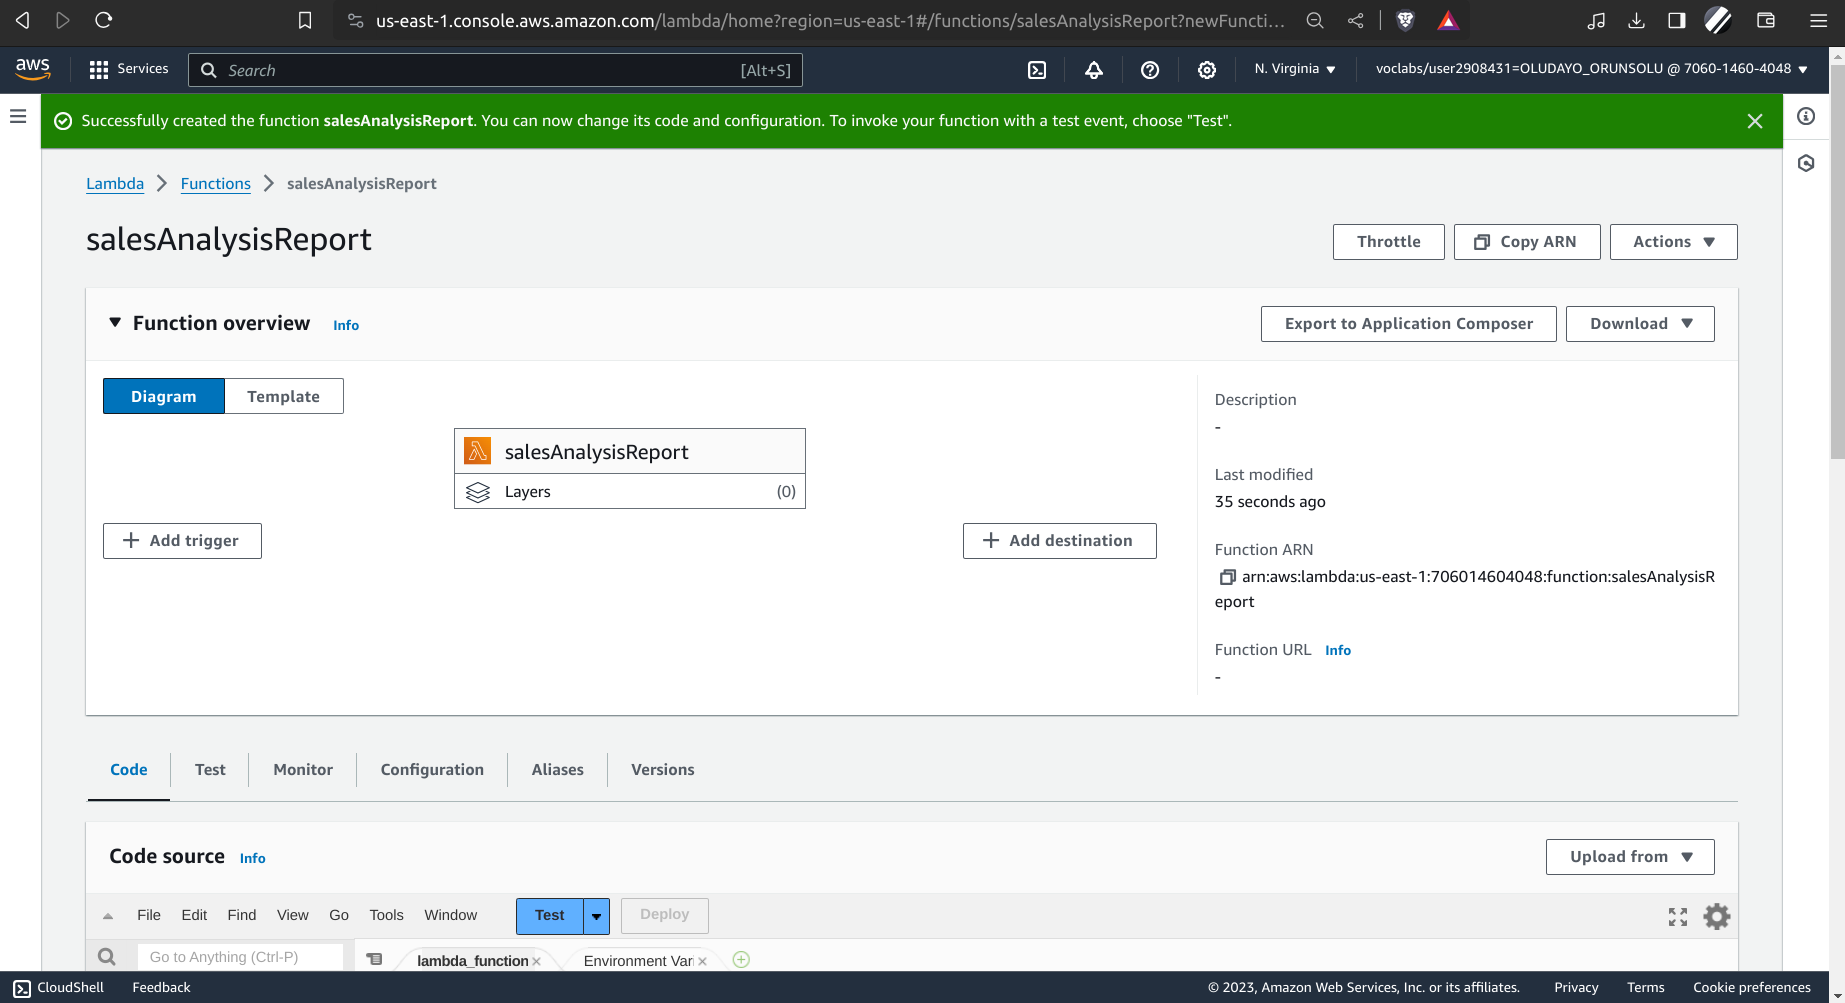 us-east-1.console.aws.amazon.com/lambda/home?region=us-east-1#/functions/salesAnalysisReport?newFuncti...
aws
Services
Search
[Alt+S]
N. Virginia
voclabs/user2908431=OLUDAYO_ORUNSOLU @ 7060-1460-4048
Successfully created the function salesAnalysisReport. You can now change its code and configuration. To invoke your function with a test event, choose "Test".
Lambda
Functions
salesAnalysisReport
salesAnalysisReport
Throttle
Copy ARN
Actions
Function overview
Info
Export to Application Composer
Download
Diagram
Template
salesAnalysisReport
Layers
(0)
Add trigger
Add destination
Description
-
Last modified
35 seconds ago
Function ARN
arn:aws:lambda:us-east-1:706014604048:function:salesAnalysisR
eport
Function URL
Info
-
Code
Test
Monitor
Configuration
Aliases
Versions
Code source
Info
Upload from
File
Edit
Find
View
Go
Tools
Window
Test
Deploy
Go to Anything (Ctrl-P)
lambda_function
Environment Vari
CloudShell
Feedback
© 2023, Amazon Web Services, Inc. or its affiliates.
Privacy
Terms
Cookie preferences